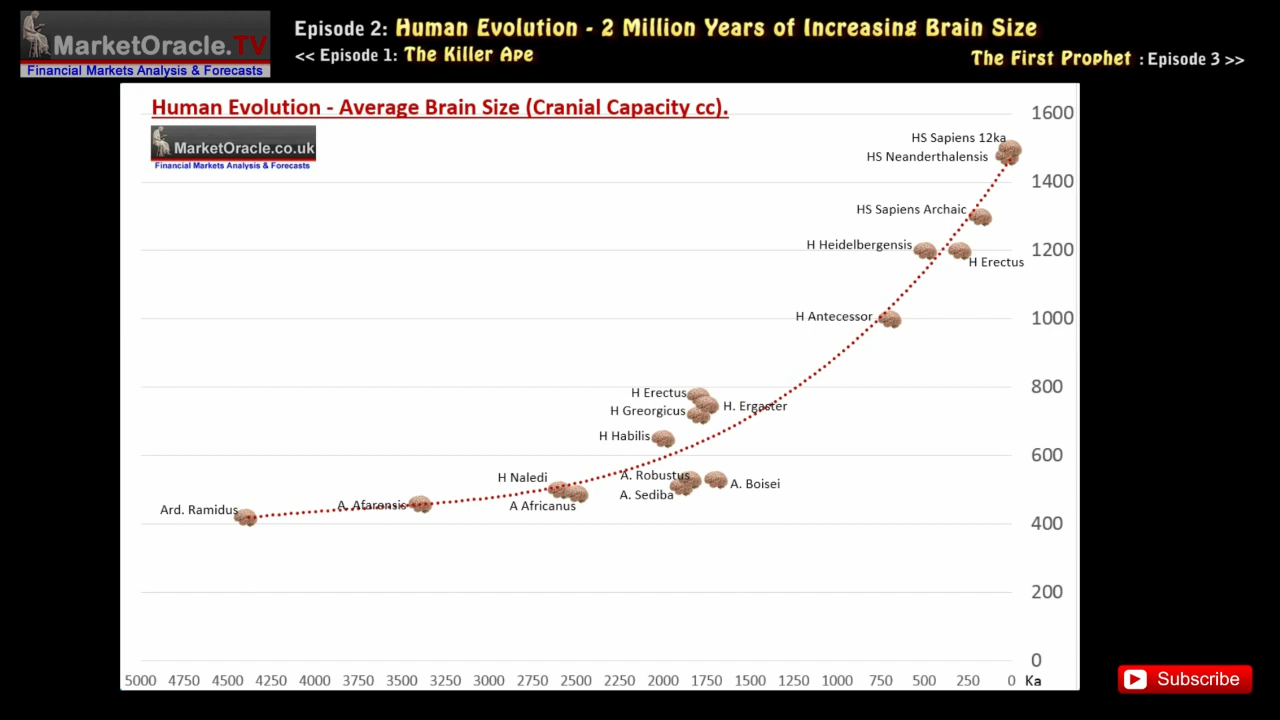 MarketOracle.TV
Financial Markets Analysis & Forecasts
Episode 2: Human Evolution - 2 Million Years of Increasing Brain Size
<< Episode 1: The Killer Ape
The First Prophet : Episode 3 >>
Human Evolution - Average Brain Size (Cranial Capacity cc).
MarketOracle.co.uk
Financial Markets Analysis & Forecasts
1600
HS Sapiens 12ka
HS Neanderthalensis
1400
HS Sapiens Archaic
H Heidelbergensis
1200
H Erectus
H Antecessor
1000
800
H Erectus
H. Ergaster
H Greorgicus
H Habilis
600
H Naledi
A. Robustus
A. Boisei
A. Sediba
A. Afarensis
A Africanus
Ard. Ramidus
400
200
0
5000 4750 4500 4250 4000 3750 3500 3250 3000 2750 2500 2250 2000 1750 1500 1250 1000 750 500 250 0 Ka
Subscribe